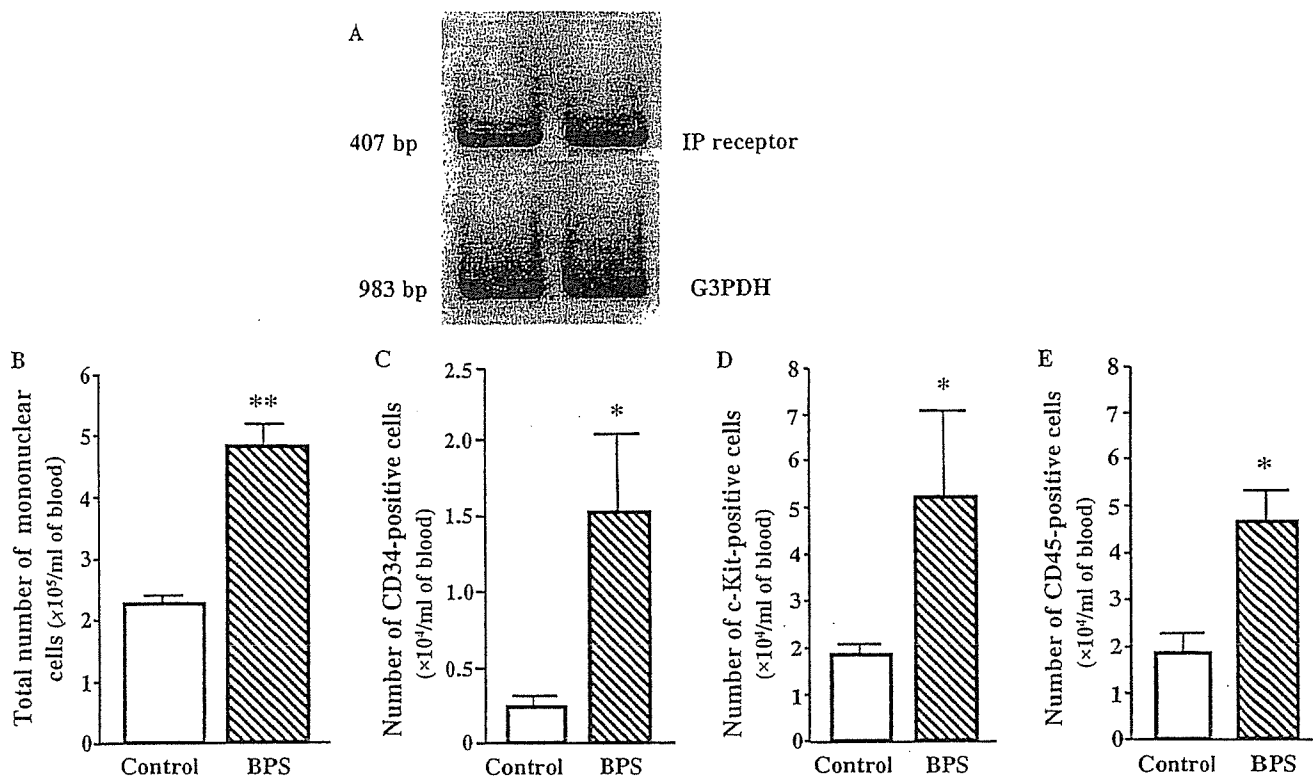 A
407 bp
IP receptor
983 bp
G3PDH
B
Total number of mononuclear
cells (×10⁵/ml of blood)
6
5
4
3
2
1
0
**
Control
BPS
C
Number of CD34-positive cells
(×10⁴/ml of blood)
2.5
2.0
1.5
1.0
0.5
0
*
Control
BPS
D
Number of c-Kit-positive cells
(×10⁴/ml of blood)
8
7
6
5
4
3
2
1
0
*
Control
BPS
E
Number of CD45-positive cells
(×10⁴/ml of blood)
8
7
6
5
4
3
2
1
0
*
Control
BPS